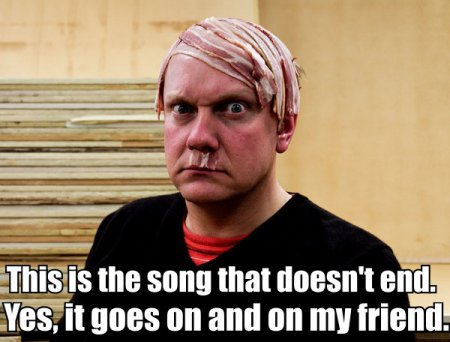 This is the song that doesn't end.
Yes, it goes on and on my friend.